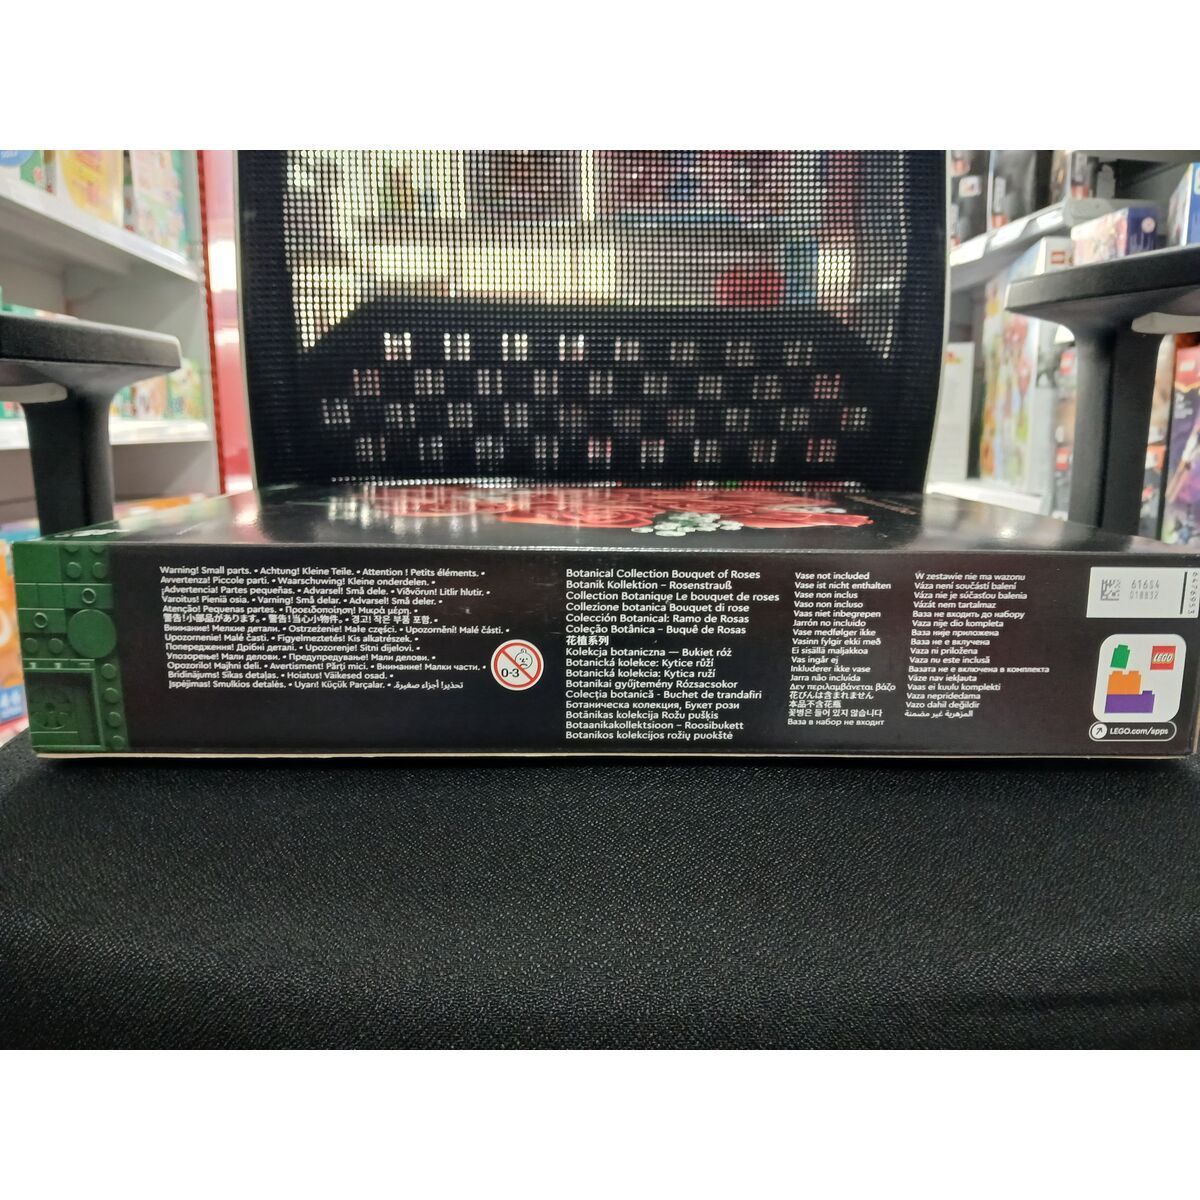 Warning! Small parts. • Achtung! Kleine Teile. • Attention ! Petits éléments. •
Avvertenza! Piccole parti. • Waarschuwing! Kleine onderdelen. •
¡Advertencia! Partes pequeñas. • Advarsel! Små dele. • Viðvörun! Litlir hlutir. •
Varoitus! Pieniä osia. • Varning! Små delar. • Advarsel! Små deler. •
Atenção! Pequenas partes. • Προειδοποίηση! Μικρά μέρη. •
警告!小部品があります。• 警告!当心小物件。• 경고! 작은 부품 포함. •
Внимание! Мелкие детали. • Ostrzeżenie! Małe części. • Upozornění! Malé části. •
Upozornenie! Malé časti. • Figyelmeztetés! Kis alkatrészek. •
Попередження! Дрібні деталі. • Upozorenje! Sitni dijelovi. •
Упозорење! Мали делови. • Предупредување! Мали делови. •
Opozorilo! Majhni deli. • Avertisment! Părți mici. • Внимание! Малки части. •
Brīdinājums! Sīkas detaļas. • Hoiatus! Väikesed osad. •
Įspėjimas! Smulkios detalės. • Uyarı! Küçük Parçalar. • تحذير! أجزاء صغيرة.
0-3
Botanical Collection Bouquet of Roses
Botanik Kollektion – Rosenstrauß
Collection Botanique Le bouquet de roses
Collezione botanica Bouquet di rose
Colección Botanical: Ramo de Rosas
Coleção Botânica – Buquê de Rosas
花植系列
Kolekcja botaniczna — Bukiet róż
Botanická kolekce: Kytice růží
Botanická kolekcia: Kytica ruží
Botanikai gyűjtemény Rózsacsokor
Colecția botanică - Buchet de trandafiri
Ботаническа колекция, Букет рози
Botānikas kolekcija Rožu pušķis
Botaanikakollektsioon – Roosibukett
Botanikos kolekcijos rožių puokštė
Vase not included
Vase ist nicht enthalten
Vase non inclus
Vaso non incluso
Vaas niet inbegrepen
Jarrón no incluido
Vase medfølger ikke
Vasinn fylgir ekki með
Ei sisällä maljakkoa
Vas ingår ej
Inkluderer ikke vase
Jarra não incluída
Δεν περιλαμβάνεται βάζο
花びんは含まれません
本品不含花瓶
꽃병은 들어 있지 않습니다
Ваза в набор не входит
W zestawie nie ma wazonu
Váza není součástí balení
Váza nie je súčasťou balenia
Vázát nem tartalmaz
Ваза не входить до набору
Vaza nije dio kompleta
Ваза није приложена
Ваза не е вклучена
Vaza ni priložena
Vaza nu este inclusă
Вазата не е включена в комплекта
Vāze nav iekļauta
Vaas ei kuulu komplekti
Vaza nepridedama
Vazo dahil değildir
المزهرية غير مضمنة
616S4
018832
6476953
LEGO
LEGO.com/apps